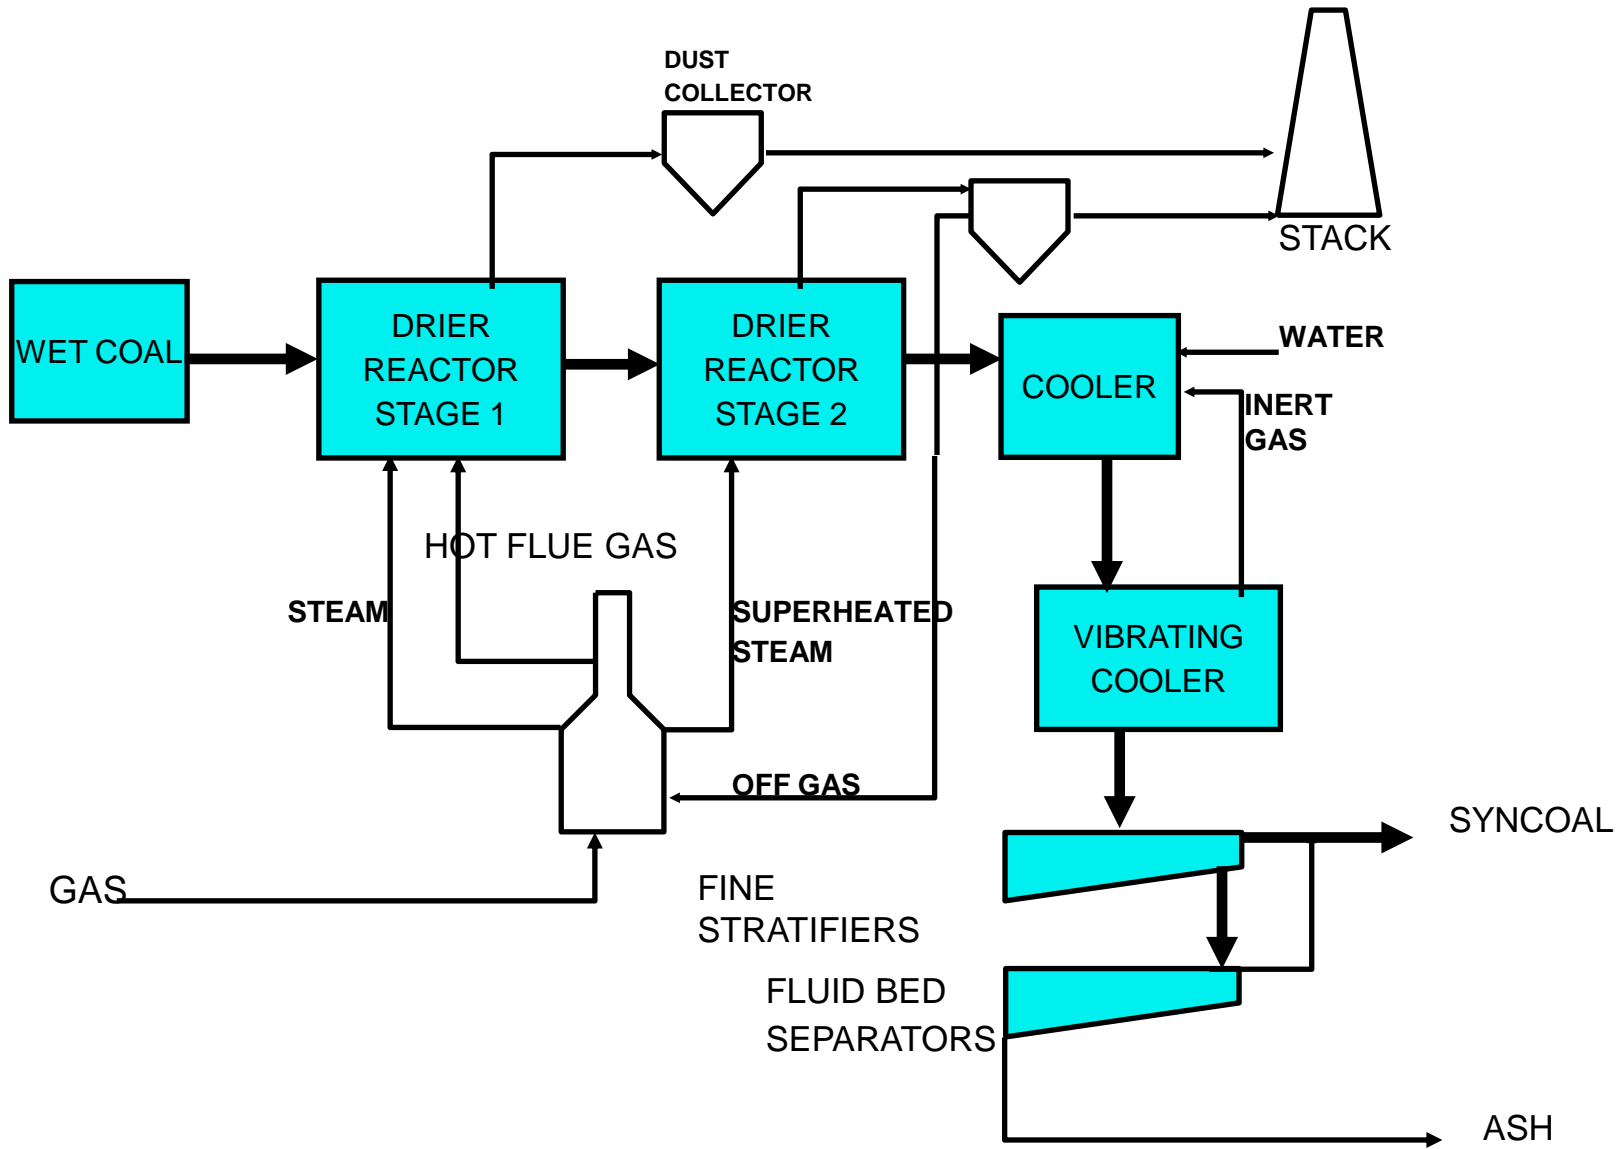 DUST
COLLECTOR
STACK
WET COAL
DRIER
REACTOR
STAGE 1
DRIER
REACTOR
STAGE 2
COOLER
WATER
INERT
GAS
HOT FLUE GAS
STEAM
SUPERHEATED
STEAM
VIBRATING
COOLER
OFF GAS
SYNCOAL
GAS
FINE
STRATIFIERS
FLUID BED
SEPARATORS
ASH